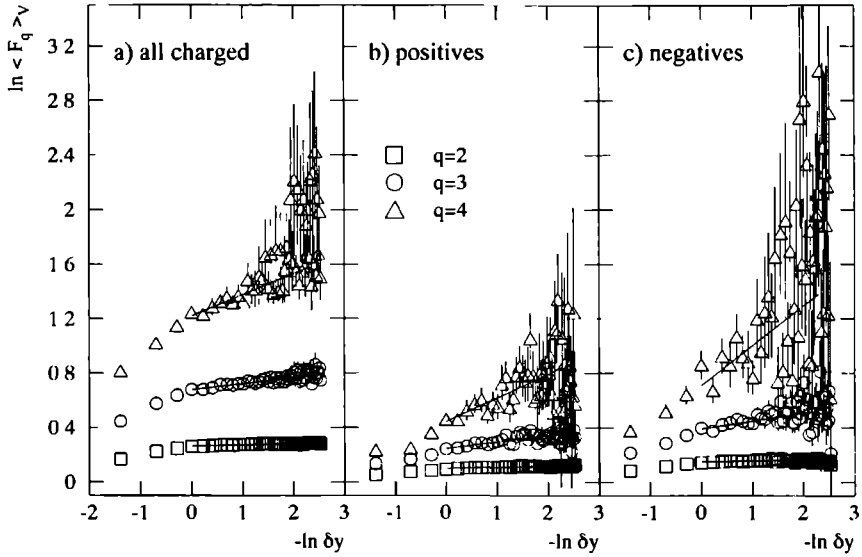 ln < F_q >_V
3 2
2.8
2.4
2
1 6
1.2
0 8
0 4
0
a) all charged
b) positives
c) negatives
q=2
q=3
q=4
-2 -1 0 1 2 3 -1 0 1 2 3 -1 0 1 2 3
-ln δy -ln δy -ln δy